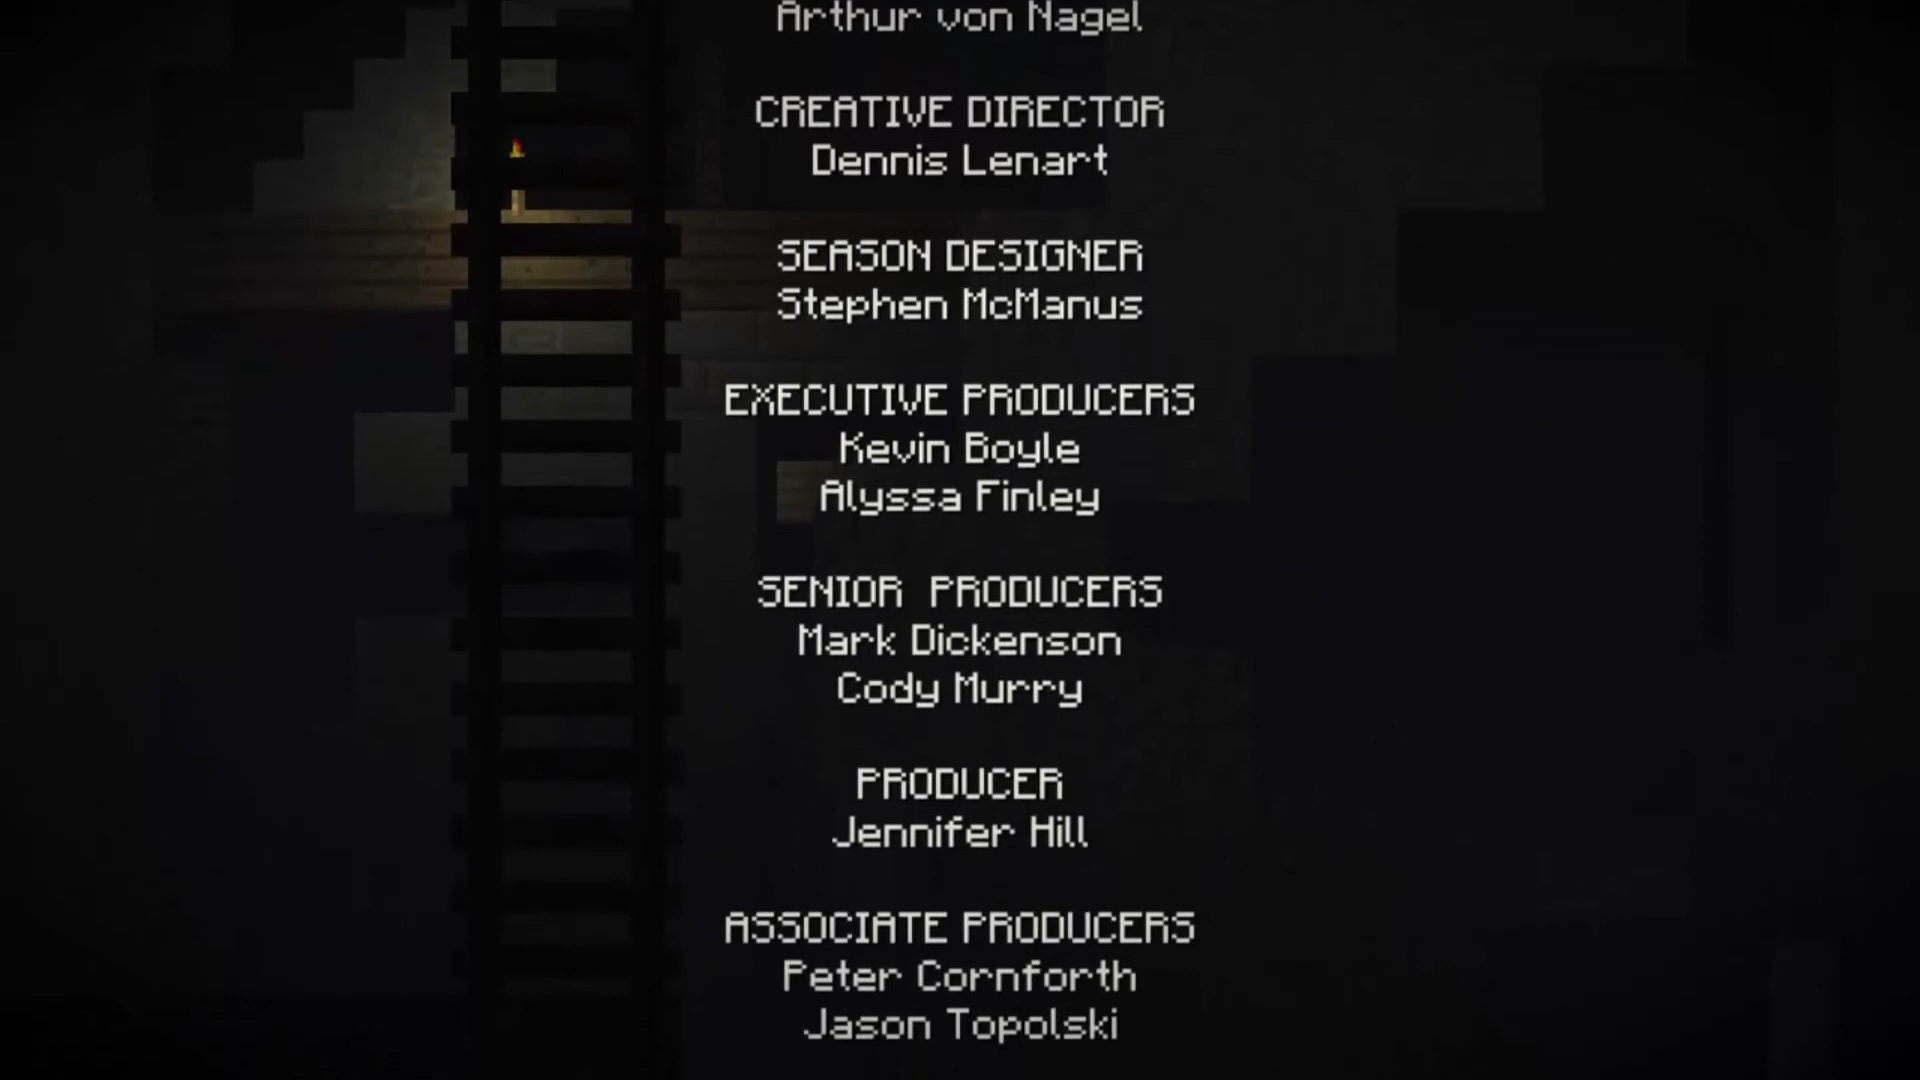 Arthur von Nagel
CREATIVE DIRECTOR
Dennis Lenart
SEASON DESIGNER
Stephen McManus
EXECUTIVE PRODUCERS
Kevin Boyle
Alyssa Finley
SENIOR PRODUCERS
Mark Dickenson
Cody Murry
PRODUCER
Jennifer Hill
ASSOCIATE PRODUCERS
Peter Cornforth
Jason Topolski